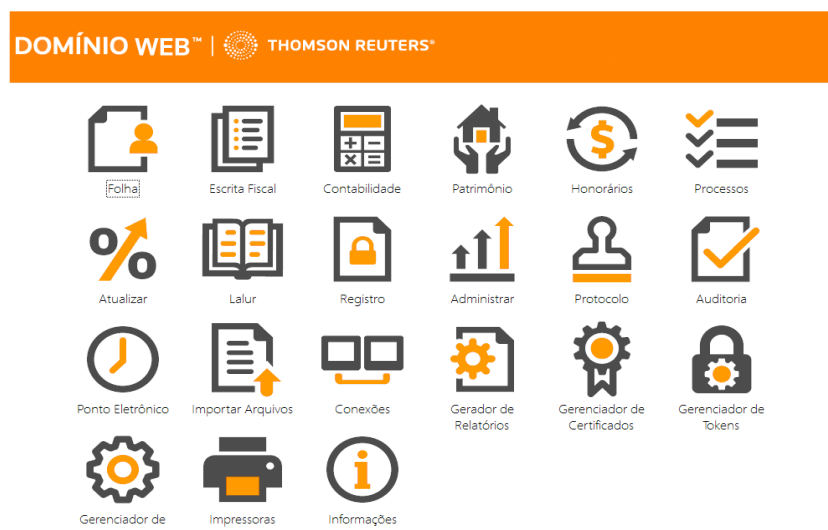 DOMÍNIO WEB™ | THOMSON REUTERS®
Folha
Escrita Fiscal
Contabilidade
Patrimônio
Honorários
Processos
Atualizar
Lalur
Registro
Administrar
Protocolo
Auditoria
Ponto Eletrônico
Importar Arquivos
Conexões
Gerador de
Relatórios
Gerenciador de
Certificados
Gerenciador de
Tokens
Gerenciador de
Impressoras
Informações